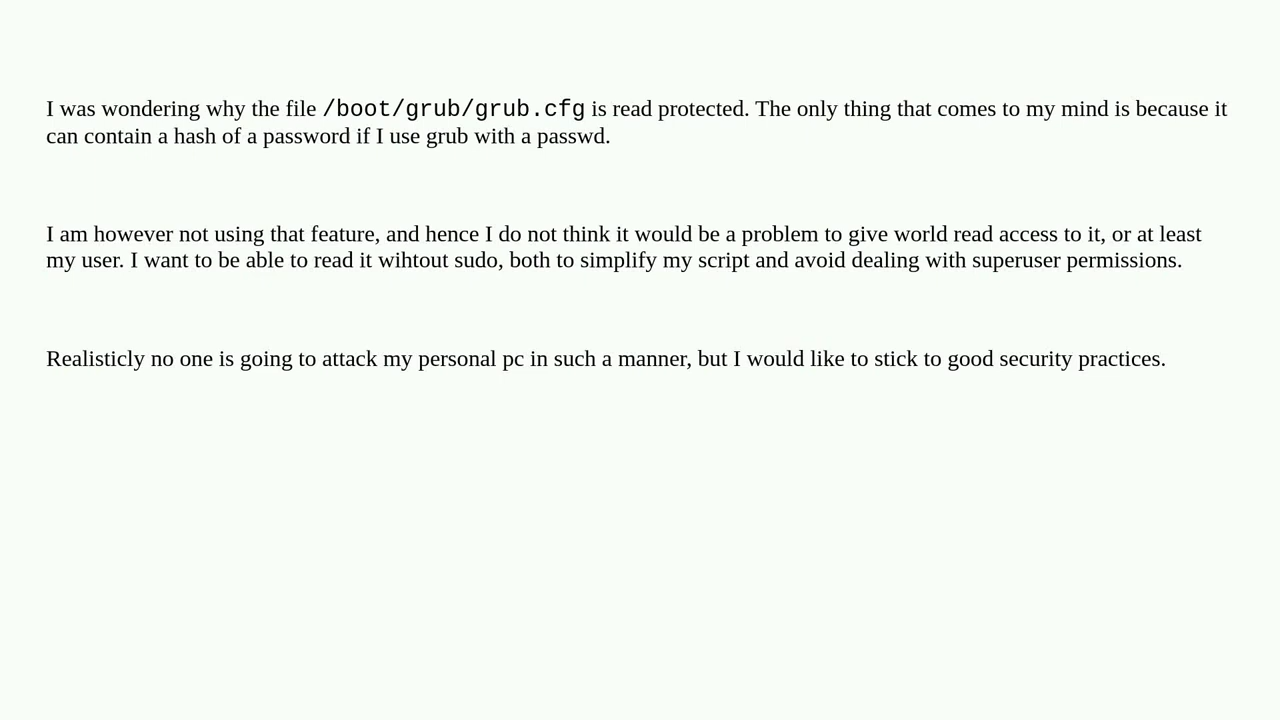 I was wondering why the file /boot/grub/grub.cfg is read protected. The only thing that comes to my mind is because it
can contain a hash of a password if I use grub with a passwd.
I am however not using that feature, and hence I do not think it would be a problem to give world read access to it, or at least
my user. I want to be able to read it wihtout sudo, both to simplify my script and avoid dealing with superuser permissions.
Realisticly no one is going to attack my personal pc in such a manner, but I would like to stick to good security practices.